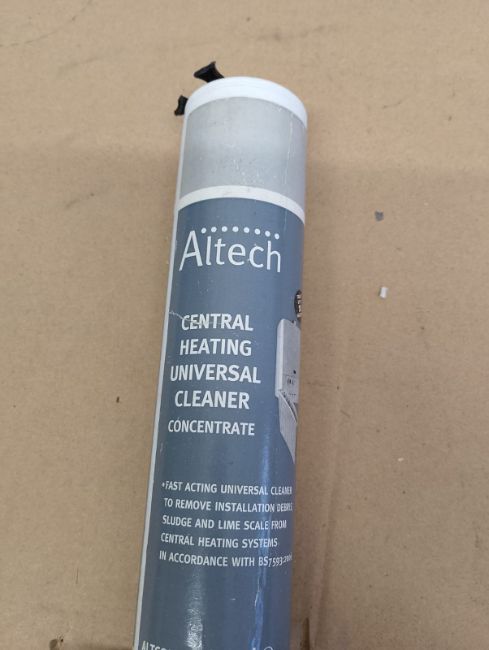 Altech
CENTRAL
HEATING
UNIVERSAL
CLEANER
CONCENTRATE
•FAST ACTING UNIVERSAL CLEANER
TO REMOVE INSTALLATION DEBRIS
SLUDGE AND LIME SCALE FROM
CENTRAL HEATING SYSTEMS
IN ACCORDANCE WITH BS7593: